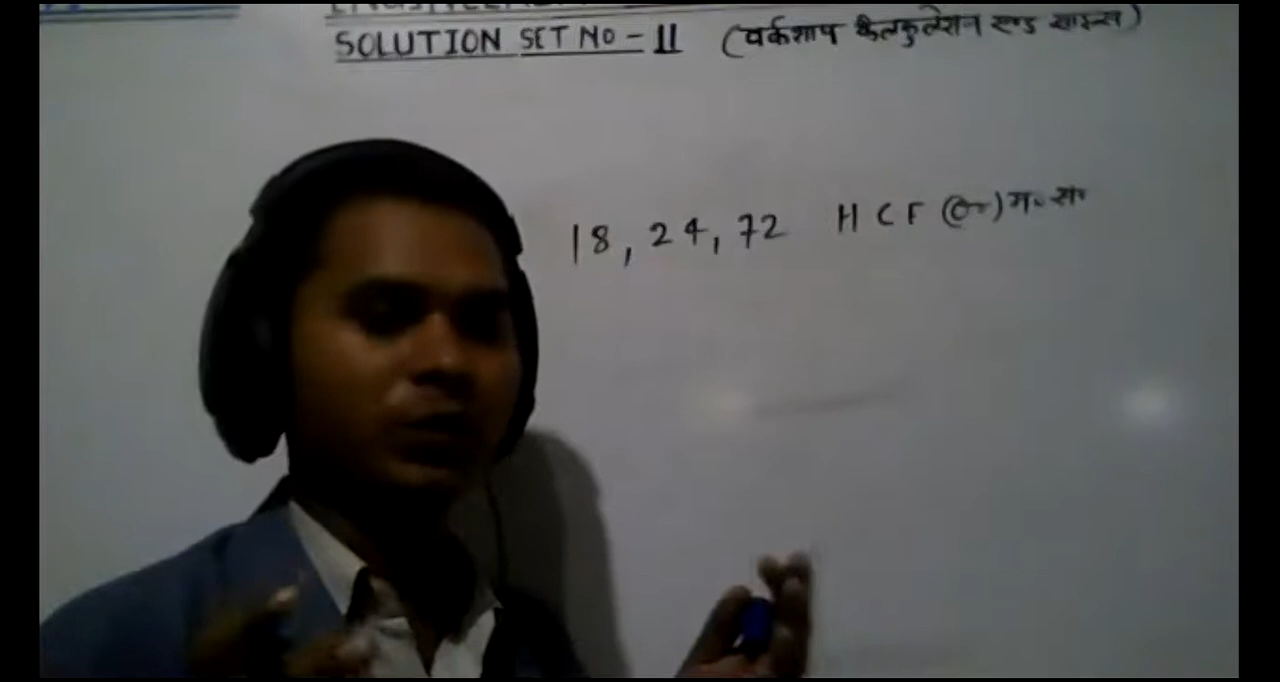 SOLUTION SET NO - 11 (वर्कशाप कैलकुलेशन एण्ड साइन्स)
18, 24, 72 HCF म॰ स॰